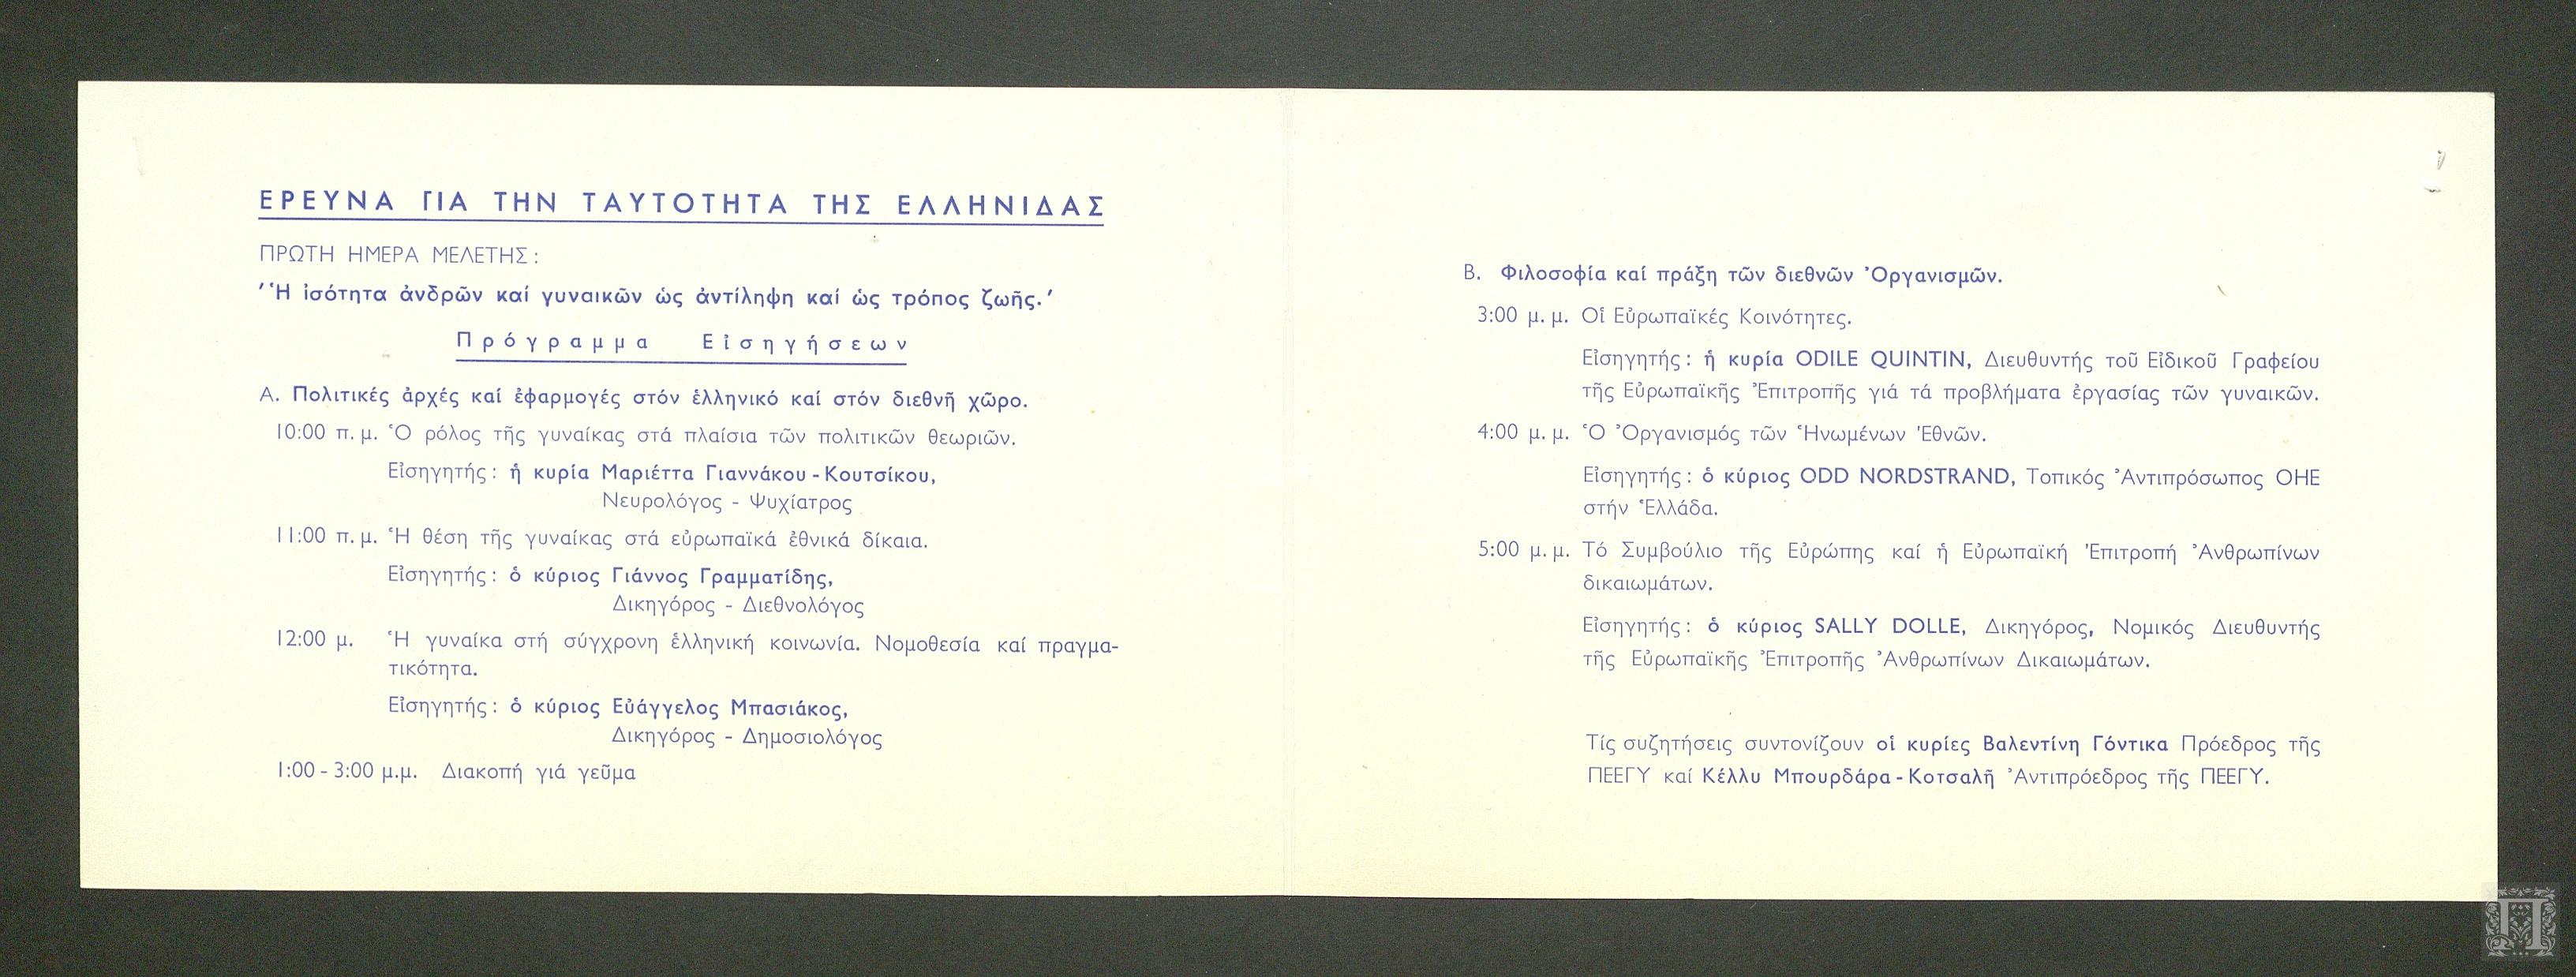 ΕΡΕΥΝΑ ΓΙΑ ΤΗΝ ΤΑΥΤΟΤΗΤΑ ΤΗΣ ΕΛΛΗΝΙΔΑΣ
ΠΡΩΤΗ ΗΜΕΡΑ ΜΕΛΕΤΗΣ:
'Ἡ ἰσότητα ἀνδρῶν καί γυναικῶν ὡς ἀντίληψη καί ὡς τρόπος ζωῆς.'
Πρόγραμμα Εἰσηγήσεων
Α. Πολιτικές ἀρχές καί ἐφαρμογές στόν ἑλληνικό καί στόν διεθνῆ χῶρο.
10:00 π.μ. Ὁ ρόλος τῆς γυναίκας στά πλαίσια τῶν πολιτικῶν θεωριῶν.
Εἰσηγητής: ἡ κυρία Μαριέττα Γιαννάκου-Κουτσίκου,
Νευρολόγος - Ψυχίατρος
11:00 π.μ. Ἡ θέση τῆς γυναίκας στά εὐρωπαϊκά ἐθνικά δίκαια.
Εἰσηγητής: ὁ κύριος Γιάννος Γραμματίδης,
Δικηγόρος - Διεθνολόγος
12:00 μ. Ἡ γυναίκα στή σύγχρονη ἑλληνική κοινωνία. Νομοθεσία καί πραγμα-
τικότητα.
Εἰσηγητής: ὁ κύριος Εὐάγγελος Μπασιάκος,
Δικηγόρος - Δημοσιολόγος
1:00 - 3:00 μ.μ. Διακοπή γιά γεῦμα
Β. Φιλοσοφία καί πράξη τῶν διεθνῶν Ὀργανισμῶν.
3:00 μ.μ. Οἱ Εὐρωπαϊκές Κοινότητες.
Εἰσηγητής: ἡ κυρία ODILE QUINTIN, Διευθυντής τοῦ Εἰδικοῦ Γραφείου
τῆς Εὐρωπαϊκῆς Ἐπιτροπῆς γιά τά προβλήματα ἐργασίας τῶν γυναικῶν.
4:00 μ.μ. Ὁ Ὀργανισμός τῶν Ἡνωμένων Ἐθνῶν.
Εἰσηγητής: ὁ κύριος ODD NORDSTRAND, Τοπικός Ἀντιπρόσωπος ΟΗΕ
στήν Ἑλλάδα.
5:00 μ.μ. Τό Συμβούλιο τῆς Εὐρώπης καί ἡ Εὐρωπαϊκή Ἐπιτροπή Ἀνθρωπίνων
δικαιωμάτων.
Εἰσηγητής: ὁ κύριος SALLY DOLLE, Δικηγόρος, Νομικός Διευθυντής
τῆς Εὐρωπαϊκῆς Ἐπιτροπῆς Ἀνθρωπίνων Δικαιωμάτων.
Τίς συζητήσεις συντονίζουν οἱ κυρίες Βαλεντίνη Γόντικα Πρόεδρος τῆς
ΠΕΕΓΥ καί Κέλλυ Μπουρδάρα-Κοτσαλῆ Ἀντιπρόεδρος τῆς ΠΕΕΓΥ.
Π